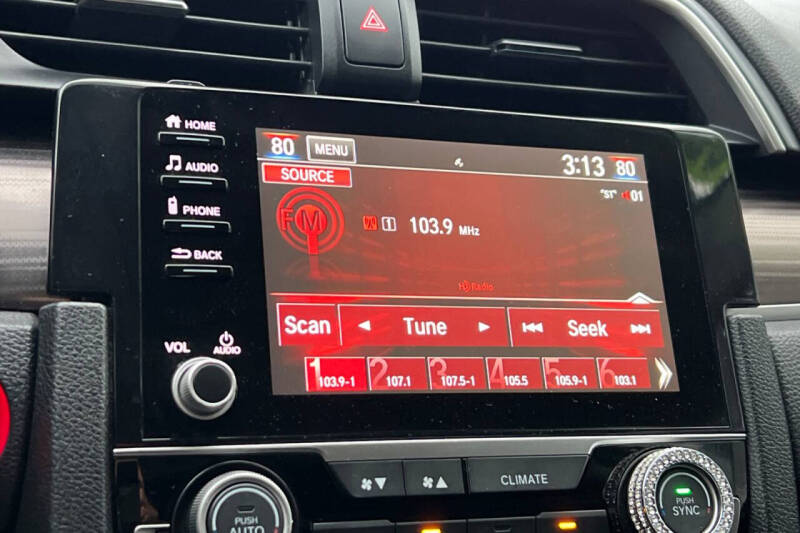 HOME
AUDIO
PHONE
BACK
VOL
AUDIO
80 MENU 3:13 80
SOURCE
"ST" 01
FM
1 103.9 MHz
HD Radio
Scan Tune Seek
1 2 3 4 5 6
103.9-1 107.1 107.5-1 105.5 105.9-1 103.1
CLIMATE
PUSH
AUTO
PUSH
SYNC